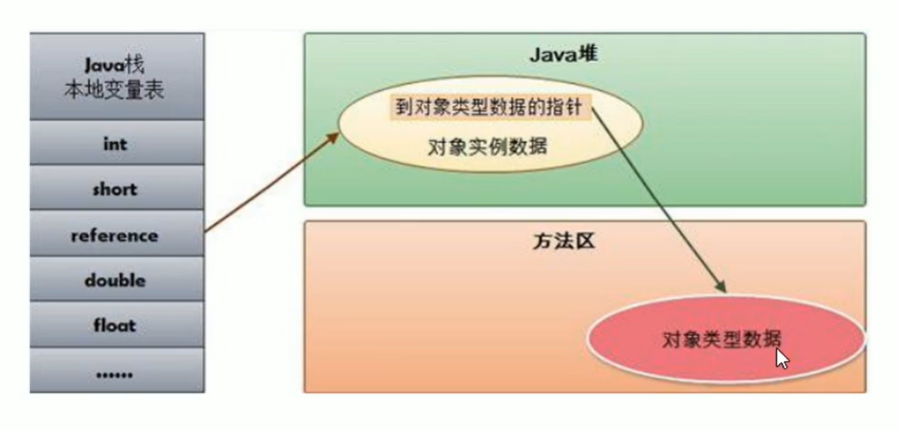 Java栈
本地变量表
int
short
reference
double
float
......
Java堆
到对象类型数据的指针
对象实例数据
方法区
对象类型数据